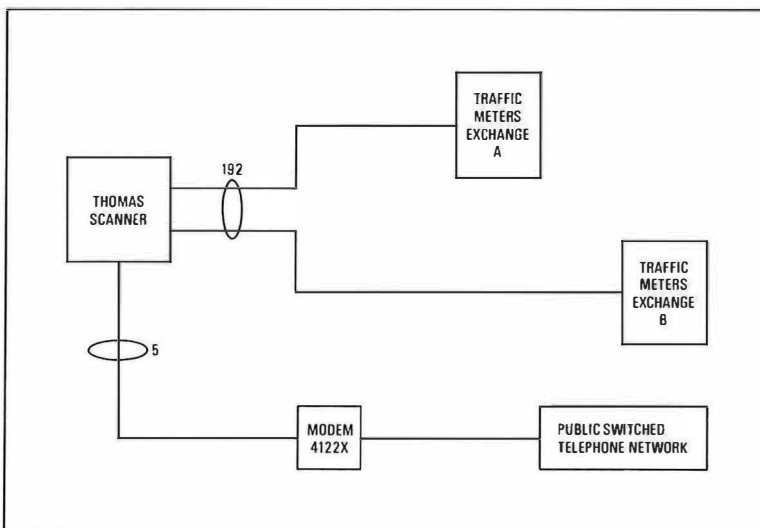 TRAFFIC
METERS
EXCHANGE
A
192
THOMAS
SCANNER
TRAFFIC
METERS
EXCHANGE
B
5
MODEM
4122X
PUBLIC SWITCHED
TELEPHONE NETWORK